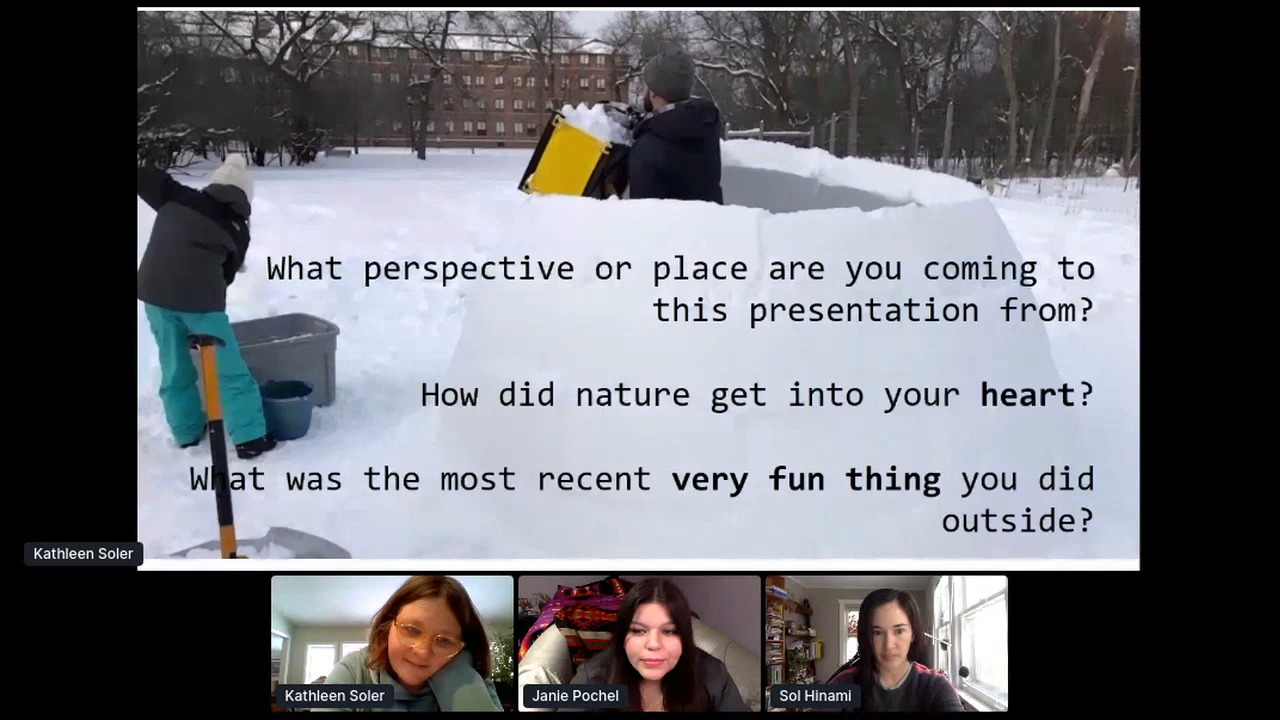 What perspective or place are you coming to
this presentation from?
How did nature get into your heart?
What was the most recent very fun thing you did
outside?
Kathleen Soler
Kathleen Soler
Janie Pochel
Sol Hinami